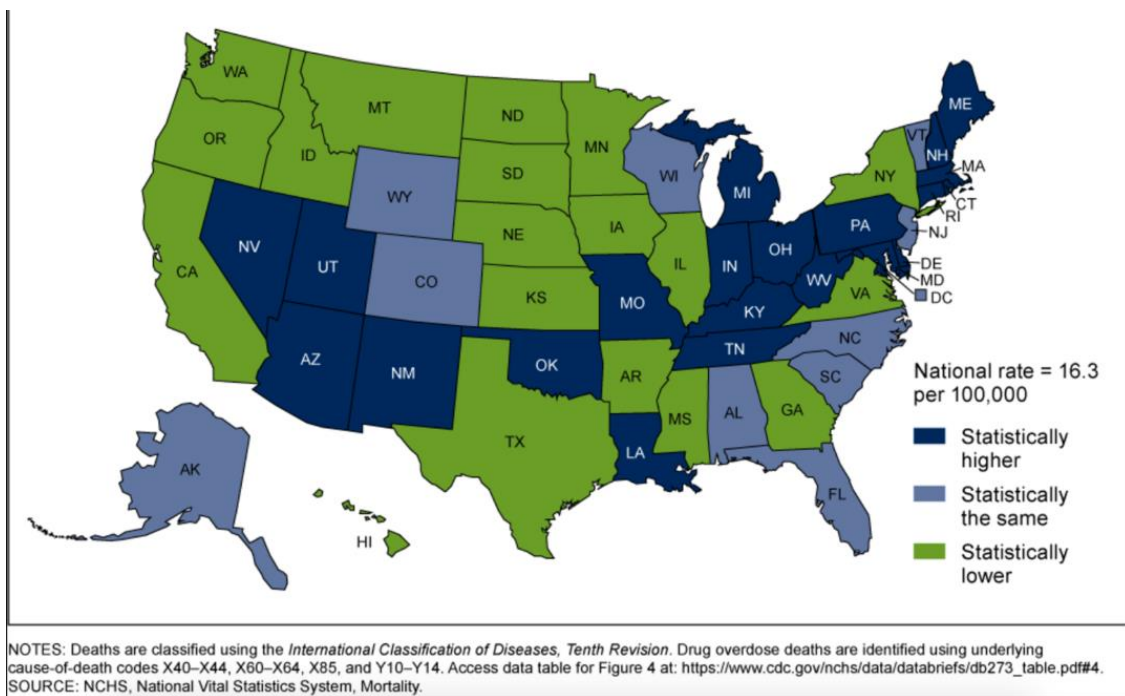 WA
MT
ND
MN
ME
OR
ID
SD
WI
VT
NH
MA
WY
MI
NY
CT
RI
NV
NE
IA
PA
NJ
CA
UT
CO
IL
IN
OH
DE
MD
DC
KS
MO
WV
VA
KY
AZ
NM
OK
AR
TN
NC
SC
AK
TX
MS
AL
GA
LA
FL
HI
National rate = 16.3
per 100,000
Statistically
higher
Statistically
the same
Statistically
lower
NOTES: Deaths are classified using the International Classification of Diseases, Tenth Revision. Drug overdose deaths are identified using underlying
cause-of-death codes X40–X44, X60–X64, X85, and Y10–Y14. Access data table for Figure 4 at: https://www.cdc.gov/nchs/data/databriefs/db273_table.pdf#4.
SOURCE: NCHS, National Vital Statistics System, Mortality.